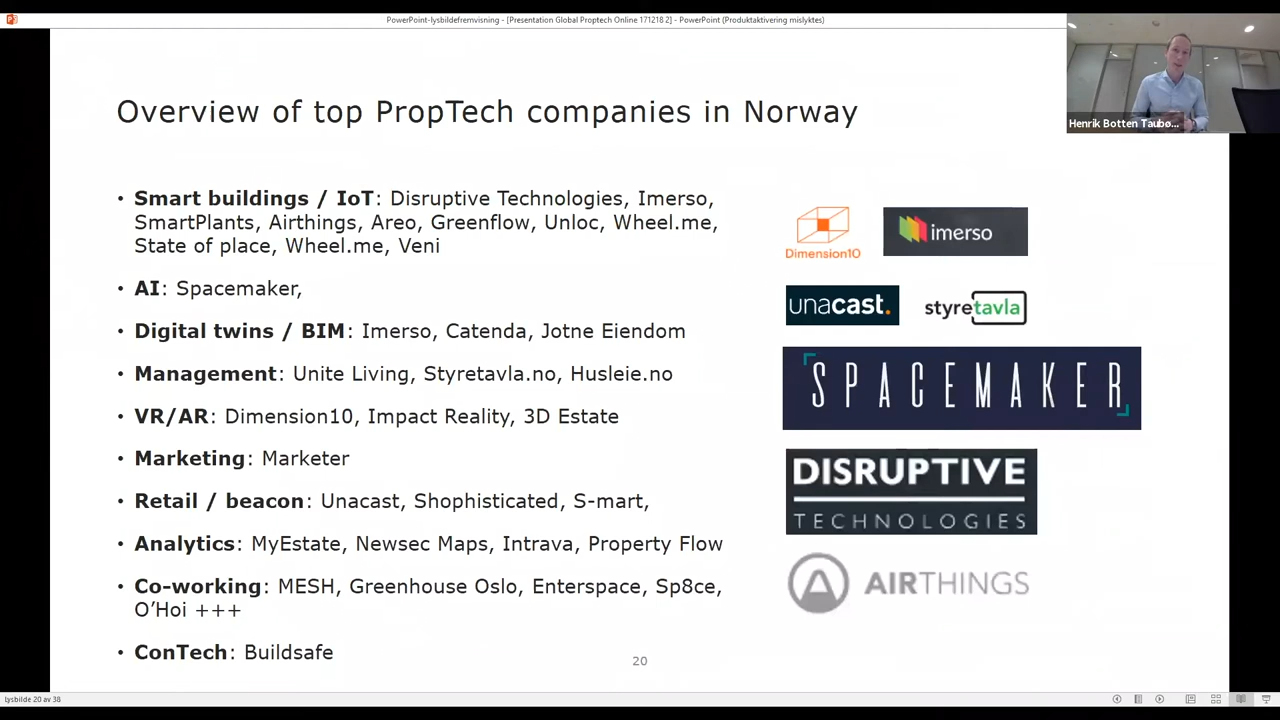 PowerPoint-lysbildefremvisning - [Presentation Global Proptech Online 171218 2] - PowerPoint (Produktaktivering mislyktes)
Henrik Botten Taubø...
Overview of top PropTech companies in Norway
• Smart buildings / IoT: Disruptive Technologies, Imerso,
SmartPlants, Airthings, Areo, Greenflow, Unloc, Wheel.me,
State of place, Wheel.me, Veni
• AI: Spacemaker,
• Digital twins / BIM: Imerso, Catenda, Jotne Eiendom
• Management: Unite Living, Styretavla.no, Husleie.no
• VR/AR: Dimension10, Impact Reality, 3D Estate
• Marketing: Marketer
• Retail / beacon: Unacast, Shophisticated, S-mart,
• Analytics: MyEstate, Newsec Maps, Intrava, Property Flow
• Co-working: MESH, Greenhouse Oslo, Enterspace, Sp8ce,
O’Hoi +++
• ConTech: Buildsafe
Dimension10
imerso
unacast.
styretavla
SPACEMAKER
DISRUPTIVE
TECHNOLOGIES
AIRTHINGS
20
Lysbilde 20 av 38